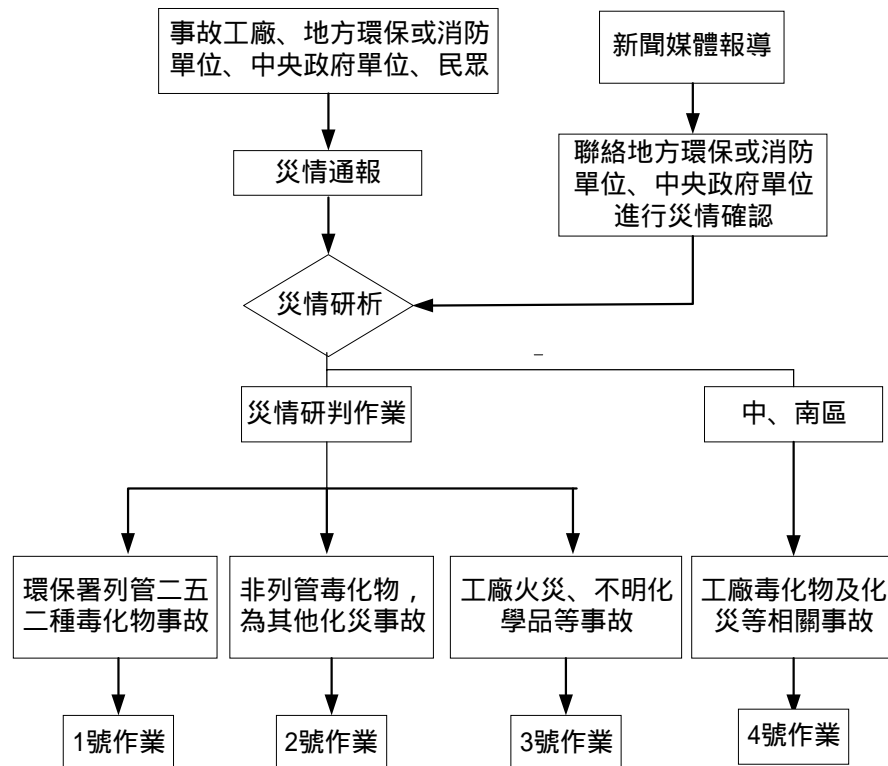 事故工廠、地方環保或消防
單位、中央政府單位、民眾
新聞媒體報導
災情通報
聯絡地方環保或消防
單位、中央政府單位
進行災情確認
災情研析
災情研判作業
中、南區
環保署列管二五
二種毒化物事故
非列管毒化物，
為其他化災事故
工廠火災、不明化
學品等事故
工廠毒化物及化
災等相關事故
1號作業
2號作業
3號作業
4號作業